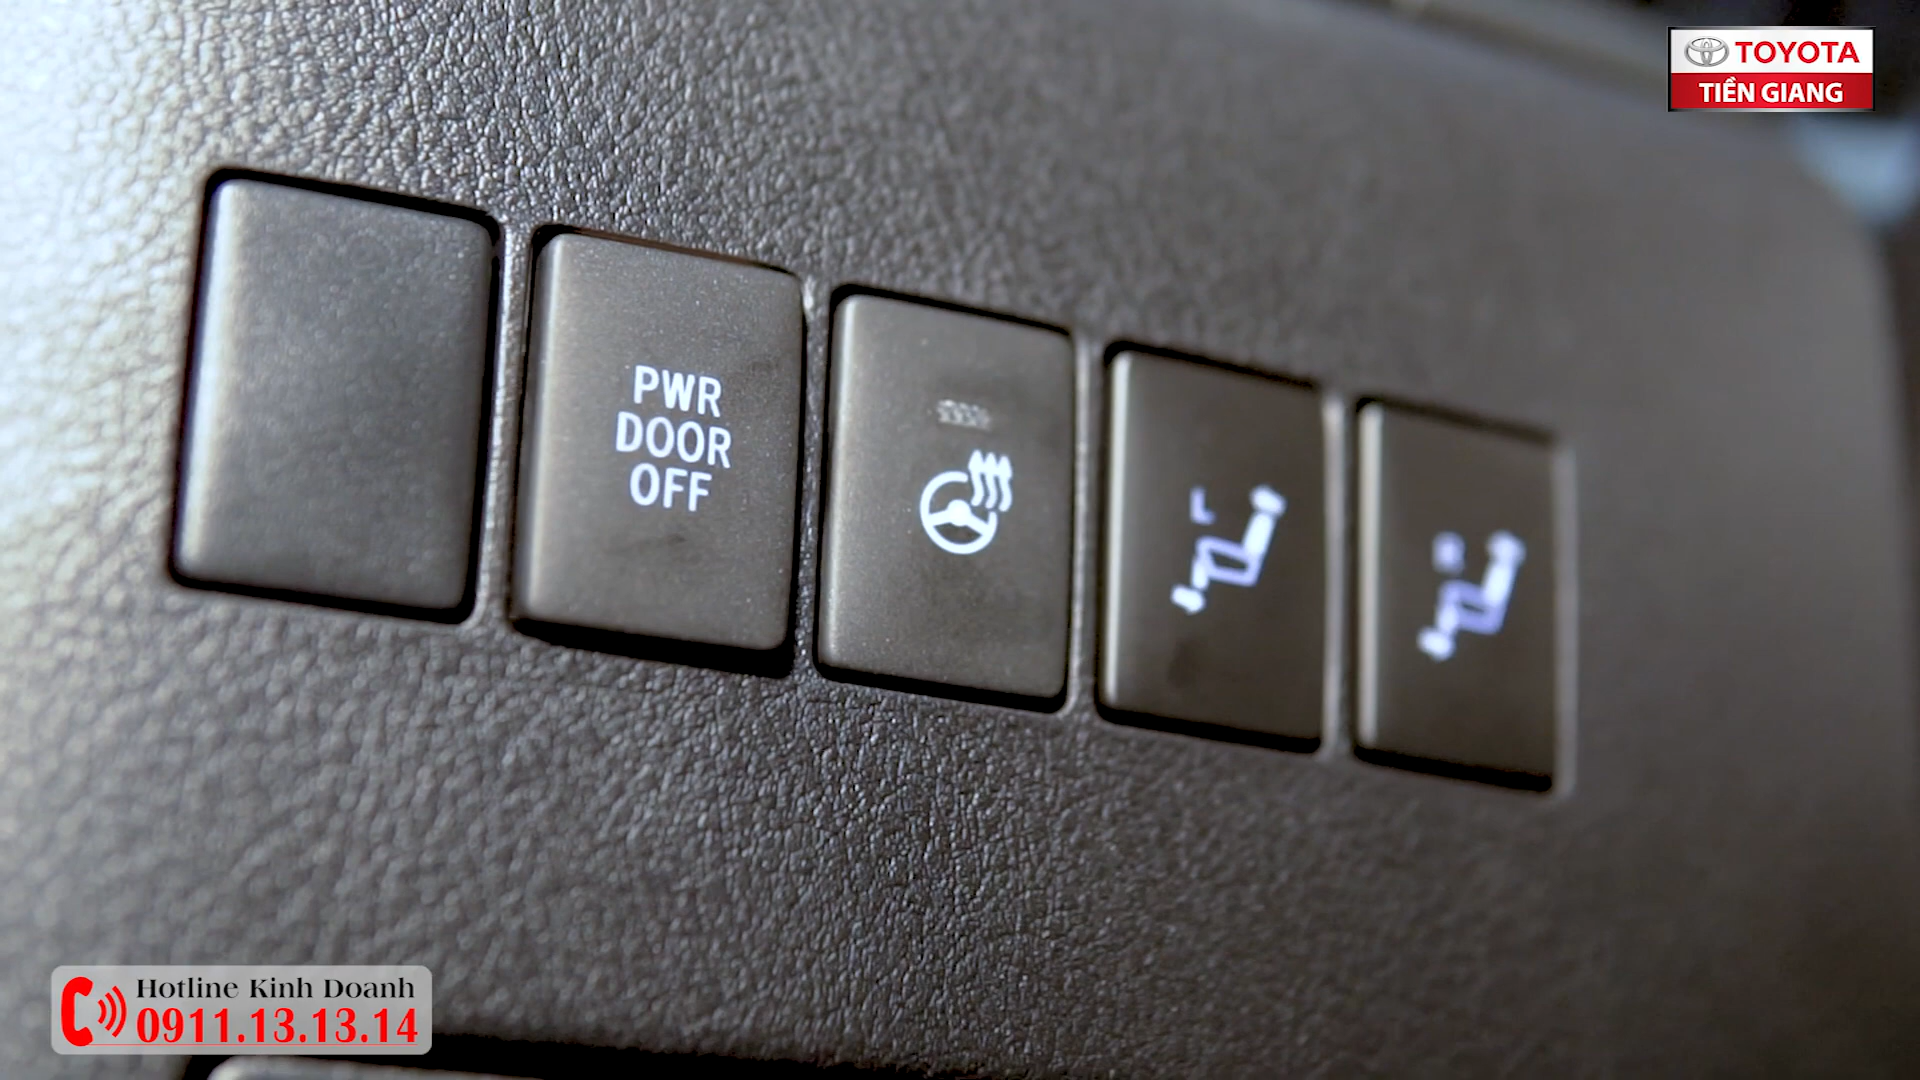 TOYOTA
TIỀN GIANG
PWR
DOOR
OFF
L
Hotline Kinh Doanh
0911.13.13.14